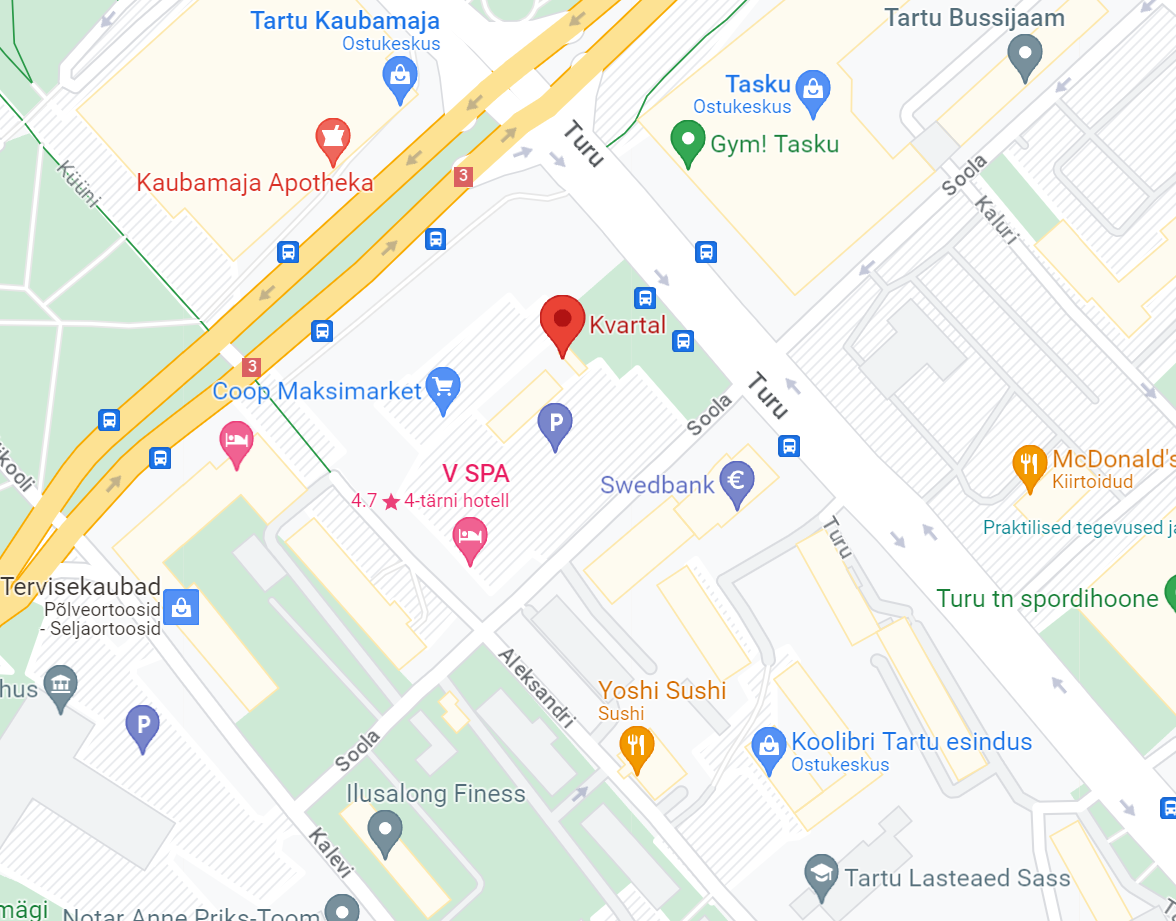 Tartu Kaubamaja
Ostukeskus
Tartu Bussijaam
Tasku
Ostukeskus
Turu
Gym! Tasku
Kaubamaja Apotheka
3
Küüni
Soola
Kaluri
Kvartal
3
Coop Maksimarket
Turu
Soola
P
ikooli
V SPA
4.7 ★ 4-tärni hotell
Swedbank
€
McDonald's
Kiirtoidud
Praktilised tegevused ja
Turu
Tervisekaubad
Põlveortoosid
- Seljaortoosid
Turu tn spordihoone
hus
Aleksandri
Yoshi Sushi
Sushi
P
Soola
Koolibri Tartu esindus
Ostukeskus
Ilusalong Finess
Kalevi
Tartu Lasteaed Sass
mägi
Notar Anne Priks-Toom